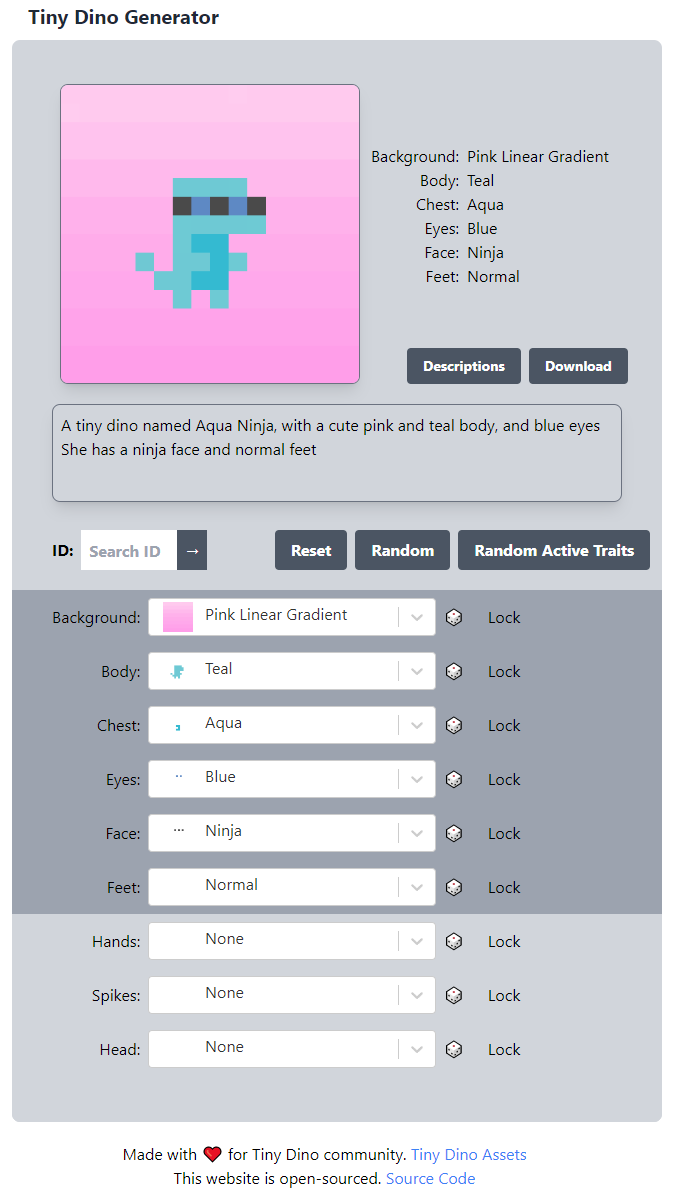 Tiny Dino Generator
Background: Pink Linear Gradient
Body: Teal
Chest: Aqua
Eyes: Blue
Face: Ninja
Feet: Normal
Descriptions Download
A tiny dino named Aqua Ninja, with a cute pink and teal body, and blue eyes
She has a ninja face and normal feet
ID: Search ID → Reset Random Random Active Traits
Background: Pink Linear Gradient Lock
Body: Teal Lock
Chest: Aqua Lock
Eyes: Blue Lock
Face: Ninja Lock
Feet: Normal Lock
Hands: None Lock
Spikes: None Lock
Head: None Lock
Made with ❤️ for Tiny Dino community. Tiny Dino Assets
This website is open-sourced. Source Code